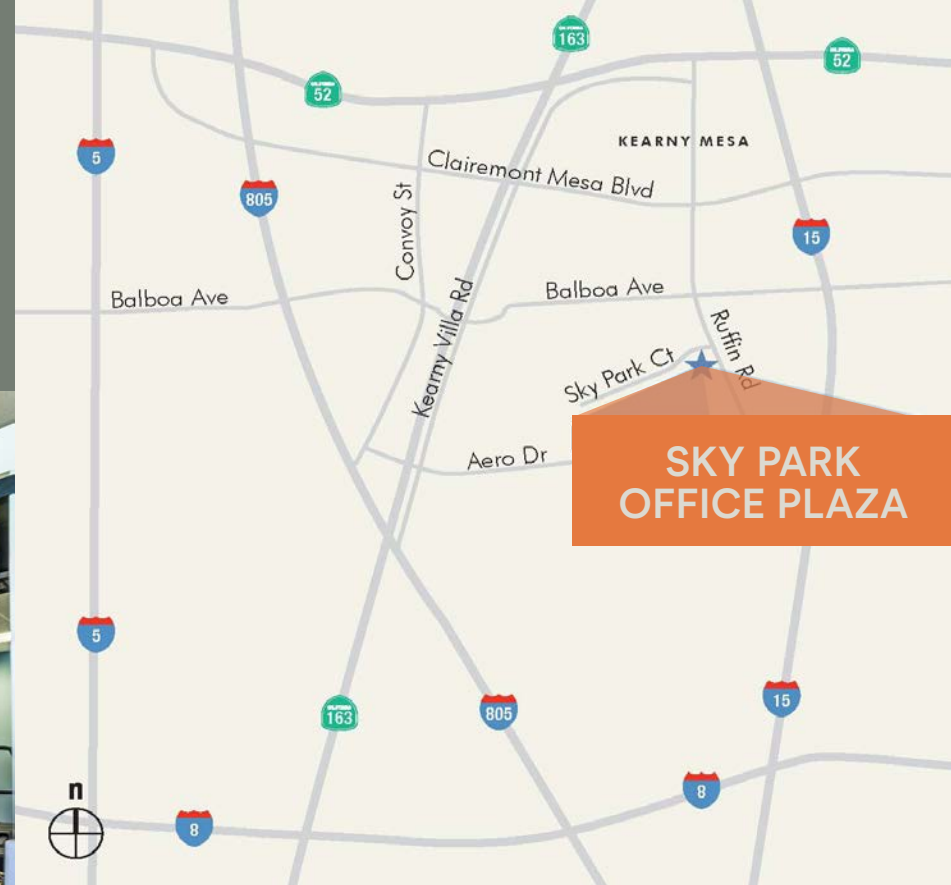 CALIFORNIA
163
52
52
KEARNY MESA
5
Clairemont Mesa Blvd
805
Convoy St
15
Balboa Ave
Balboa Ave
Kearny Villa Rd
Ruffin Rd
Sky Park Ct
Aero Dr
SKY PARK
OFFICE PLAZA
5
163
805
15
8
n
8